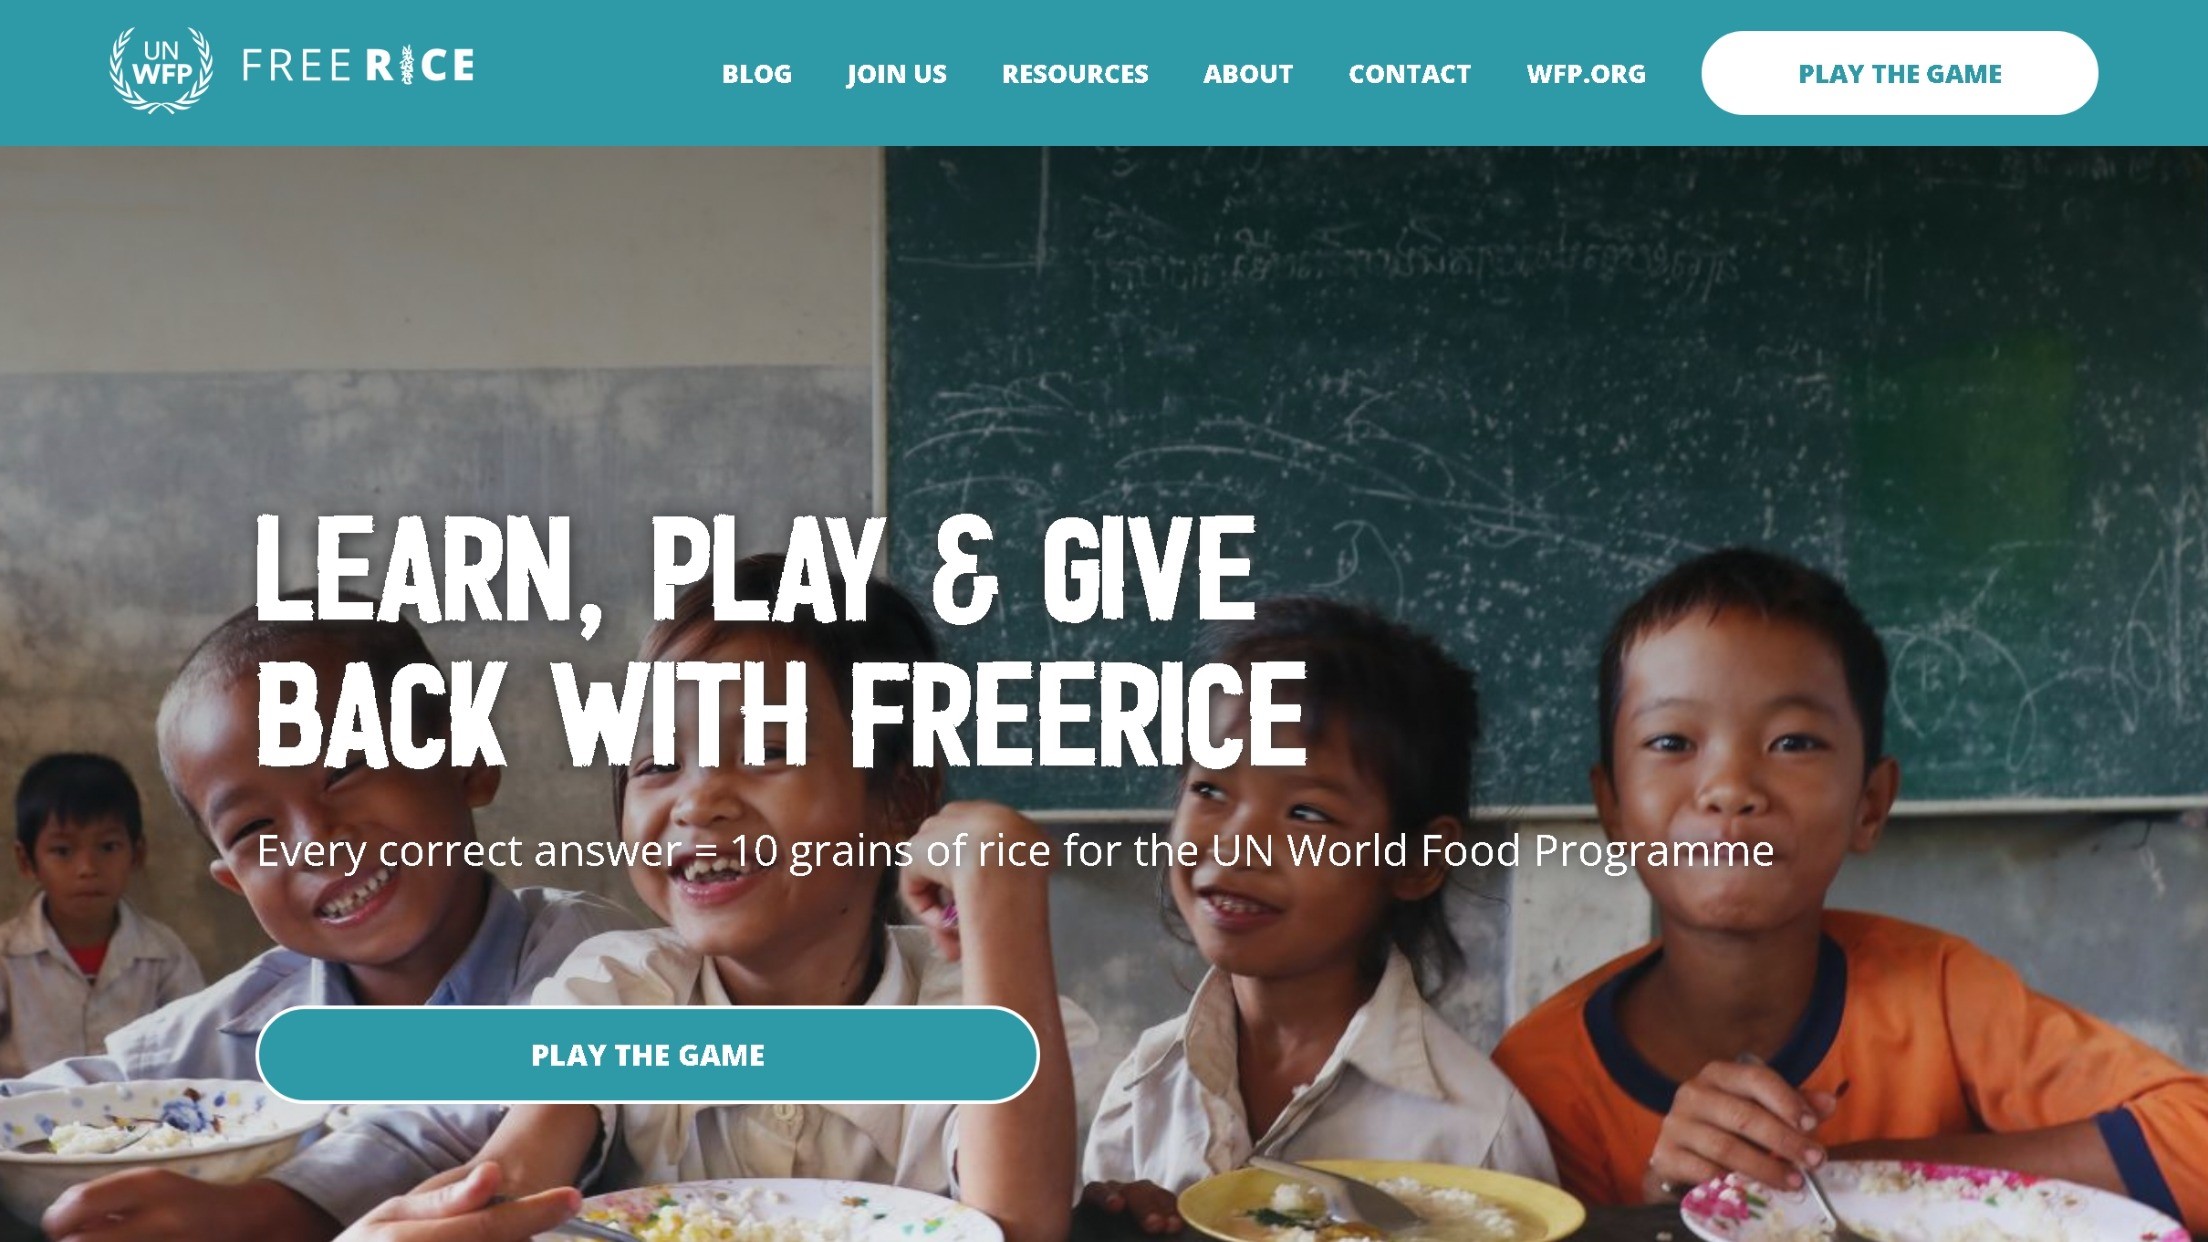 UN
WFP
FREE RICE
BLOG
JOIN US
RESOURCES
ABOUT
CONTACT
WFP.ORG
PLAY THE GAME
LEARN, PLAY & GIVE
BACK WITH FREERICE
Every correct answer = 10 grains of rice for the UN World Food Programme
PLAY THE GAME